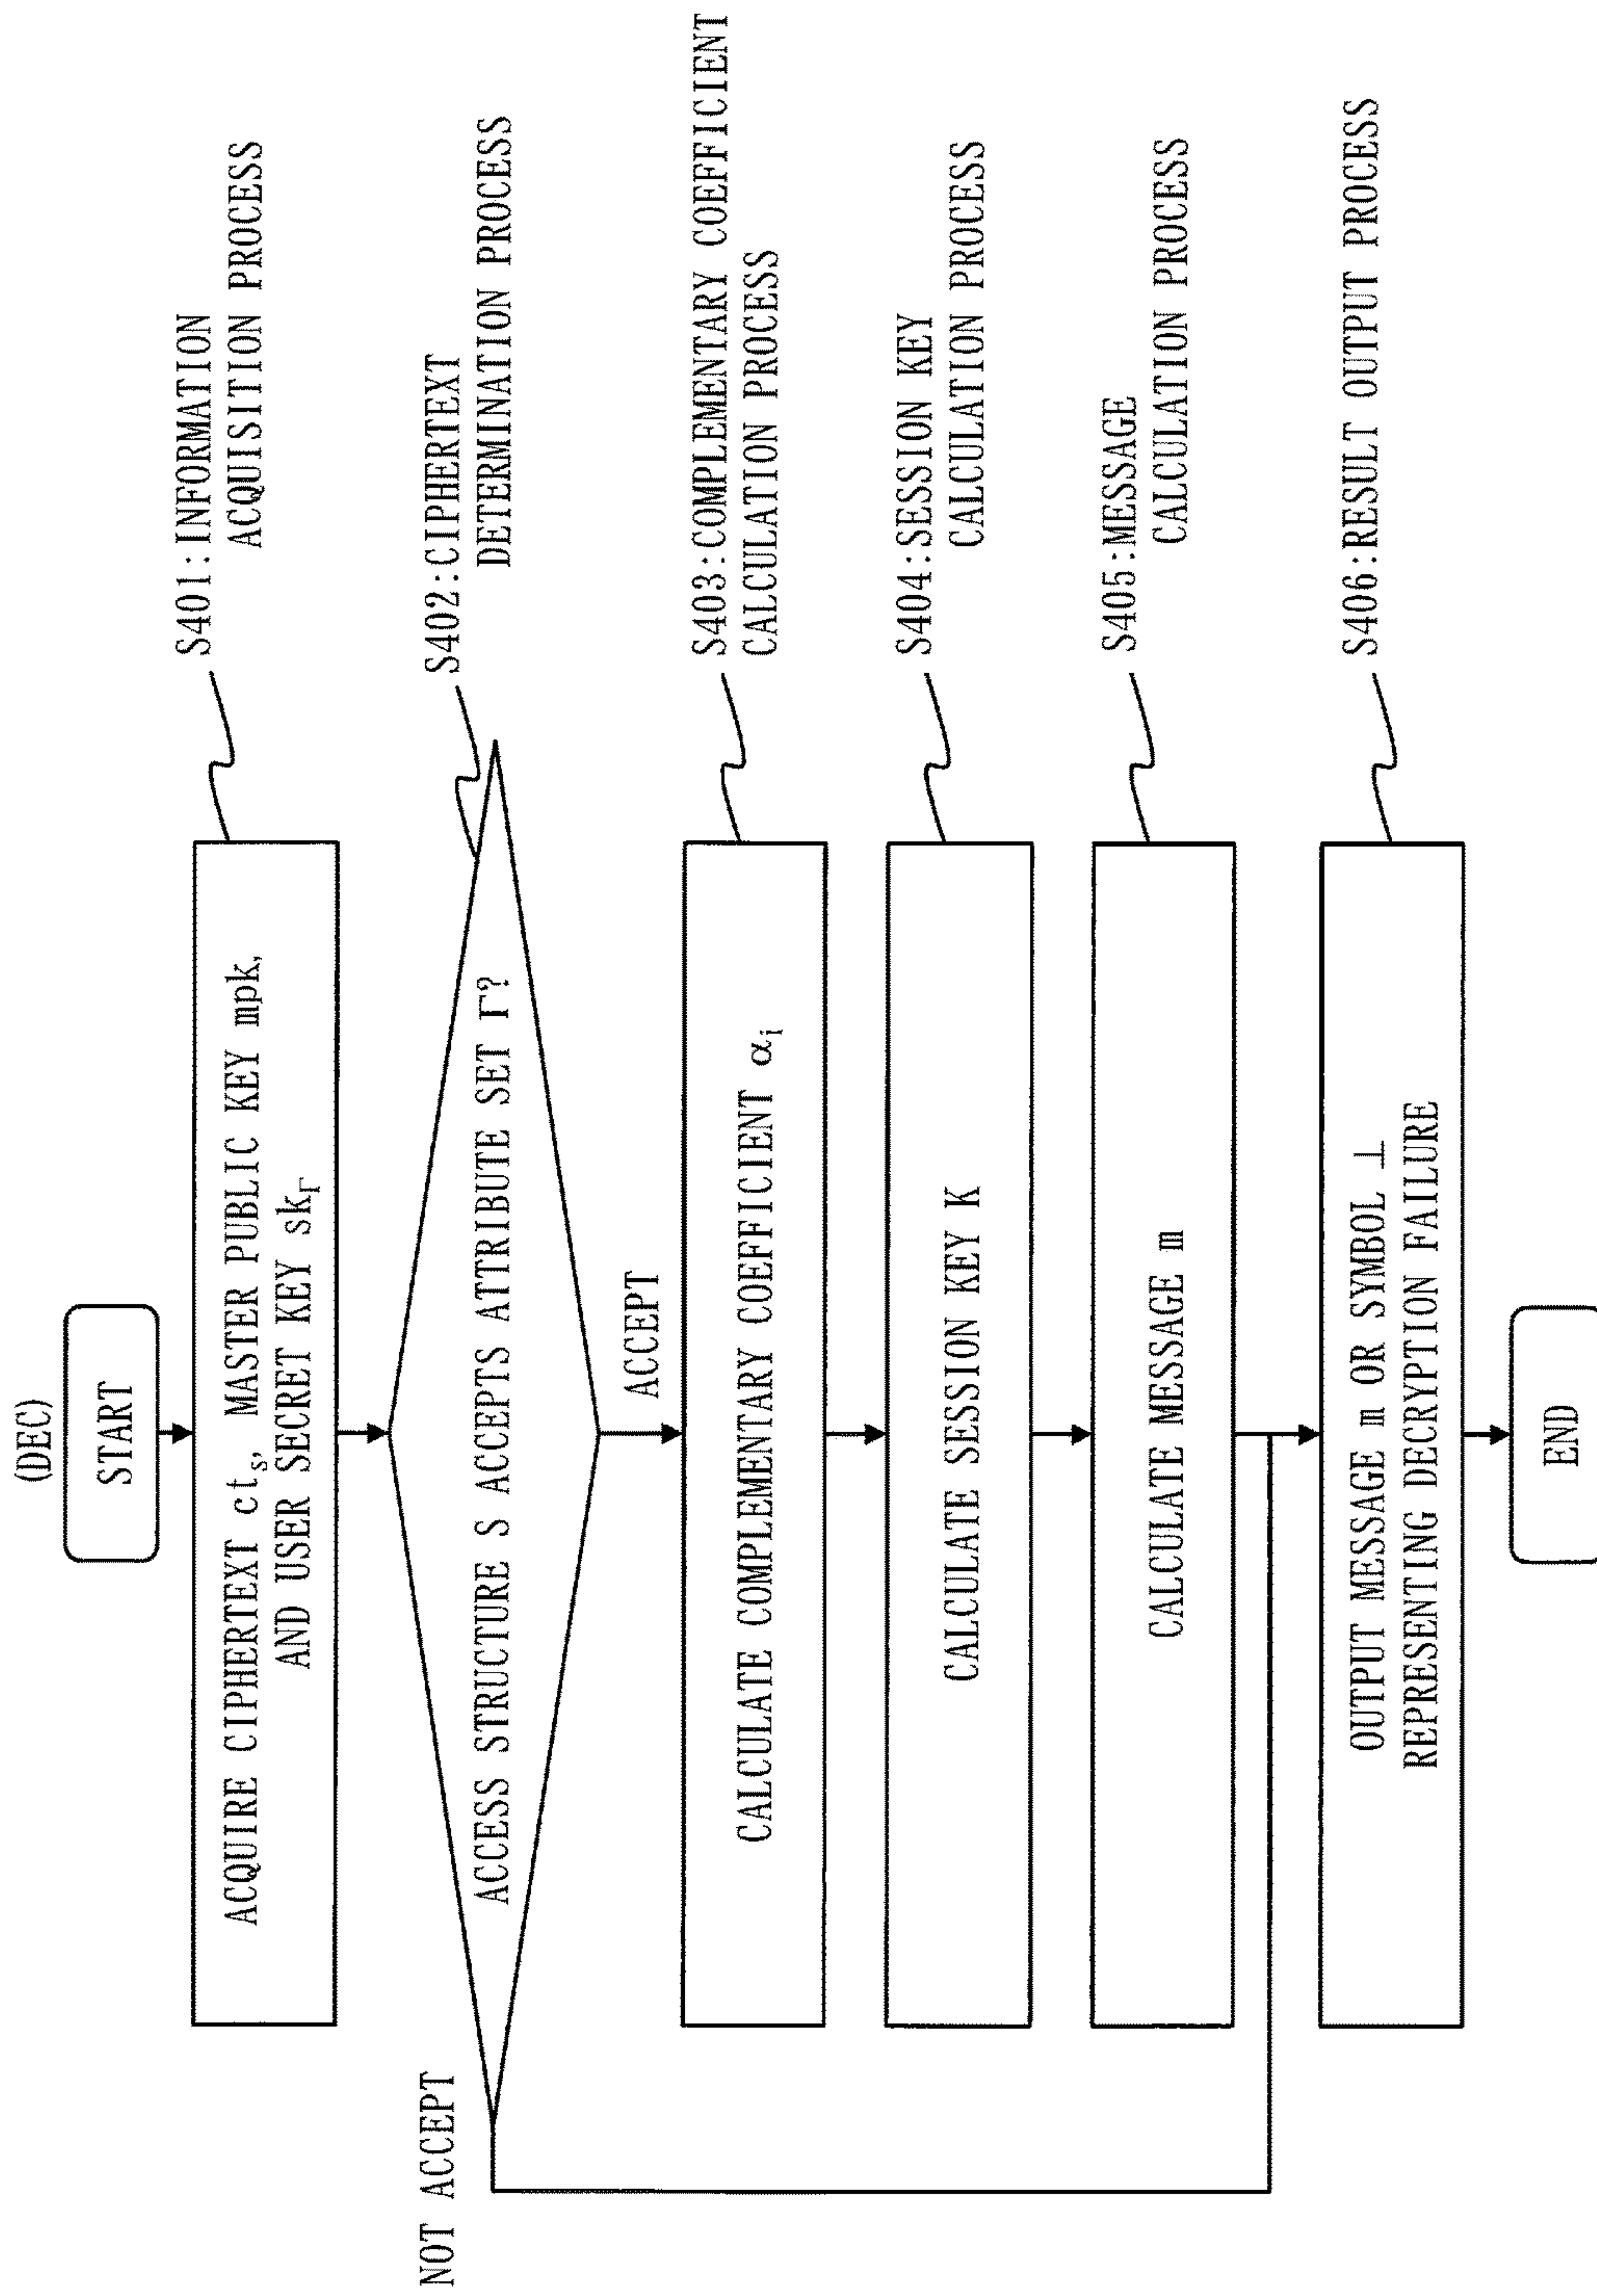 (DEC)
START
ACQUIRE CIPHERTEXT ctₛ, MASTER PUBLIC KEY mpk,
AND USER SECRET KEY sk_Γ
S401:INFORMATION
ACQUISITION PROCESS
ACCESS STRUCTURE S ACCEPTS ATTRIBUTE SET Γ?
S402:CIPHERTEXT
DETERMINATION PROCESS
NOT ACCEPT
ACCEPT
CALCULATE COMPLEMENTARY COEFFICIENT αᵢ
S403:COMPLEMENTARY COEFFICIENT
CALCULATION PROCESS
CALCULATE SESSION KEY K
S404:SESSION KEY
CALCULATION PROCESS
CALCULATE MESSAGE m
S405:MESSAGE
CALCULATION PROCESS
OUTPUT MESSAGE m OR SYMBOL ⊥
REPRESENTING DECRYPTION FAILURE
S406:RESULT OUTPUT PROCESS
END